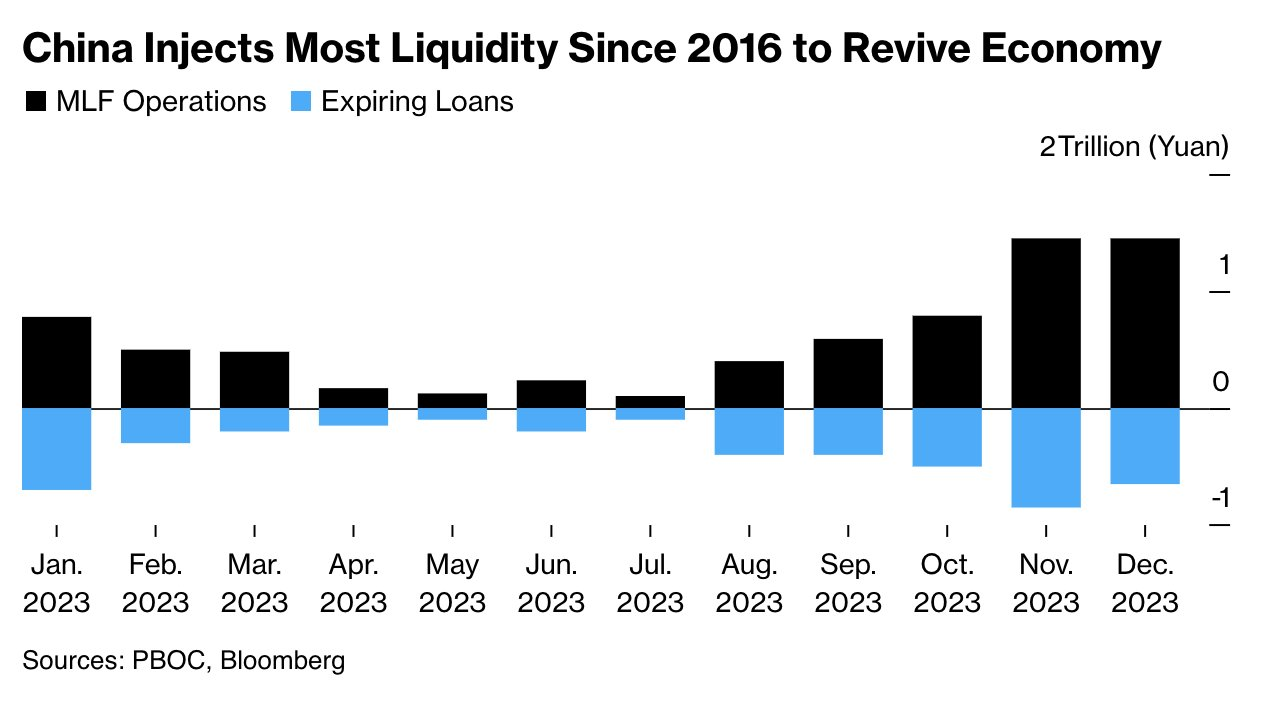 China Injects Most Liquidity Since 2016 to Revive Economy
MLF Operations Expiring Loans
2Trillion (Yuan)
1
0
-1
Jan. Feb. Mar. Apr. May Jun. Jul. Aug. Sep. Oct. Nov. Dec.
2023 2023 2023 2023 2023 2023 2023 2023 2023 2023 2023 2023
Sources: PBOC, Bloomberg